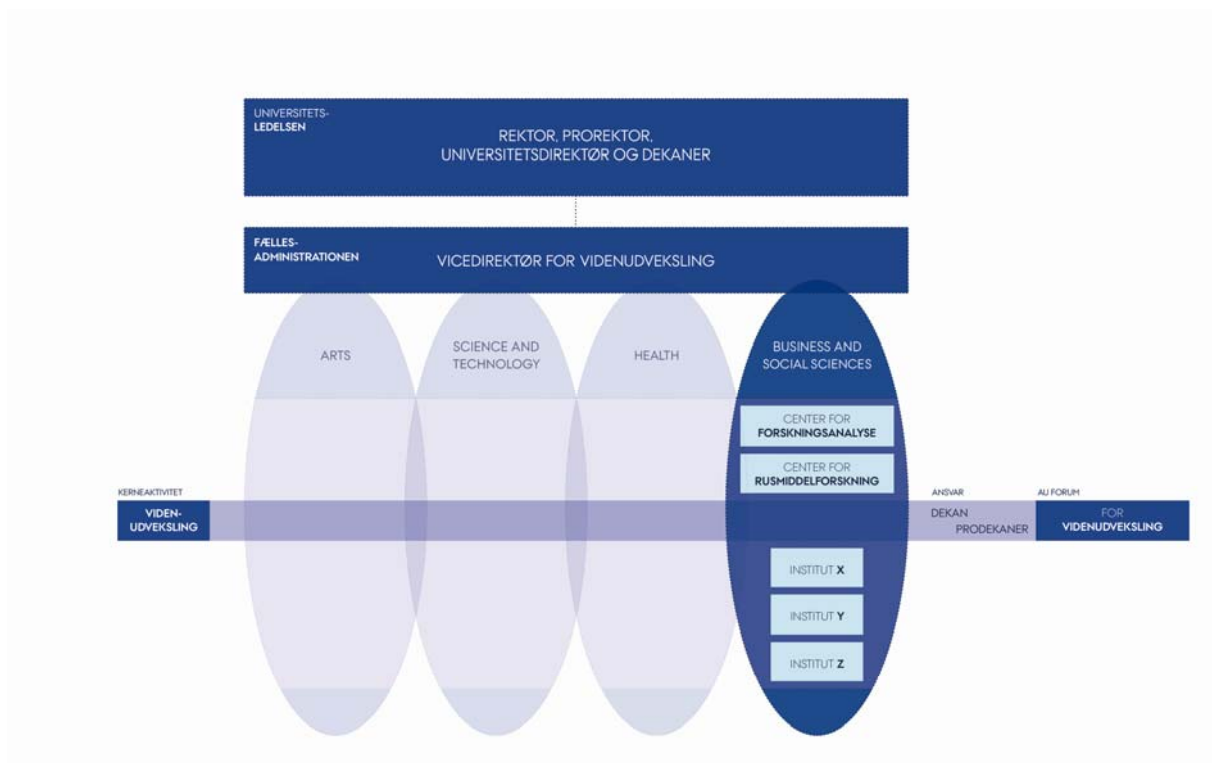 UNIVERSITETS-
LEDELSEN
REKTOR, PROREKTOR,
UNIVERSITETSDIREKTØR OG DEKANER
FÆLLES-
ADMINISTRATIONEN
VICEDIREKTØR FOR VIDENUDVEKSLING
ARTS
SCIENCE AND
TECHNOLOGY
HEALTH
BUSINESS AND
SOCIAL SCIENCES
CENTER FOR
FORSKNINGSANALYSE
CENTER FOR
RUSMIDDELFORSKNING
KERNEAKTIVITET
VIDEN-
UDVEKSLING
ANSVAR
DEKAN
PRODEKANER
AU FORUM
FOR
VIDENUDVEKSLING
INSTITUT X
INSTITUT Y
INSTITUT Z